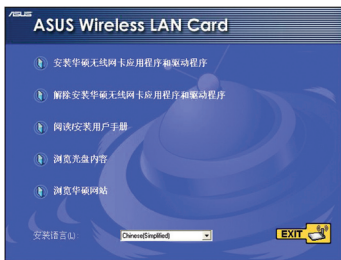 ASUS
ASUS Wireless LAN Card
安装华硕无线网卡应用程序和驱动程序
解除安装华硕无线网卡应用程序和驱动程序
阅读/安装用户手册
浏览光盘内容
浏览华硕网站
安装语言(L)
Chinese(Simplified)
EXIT